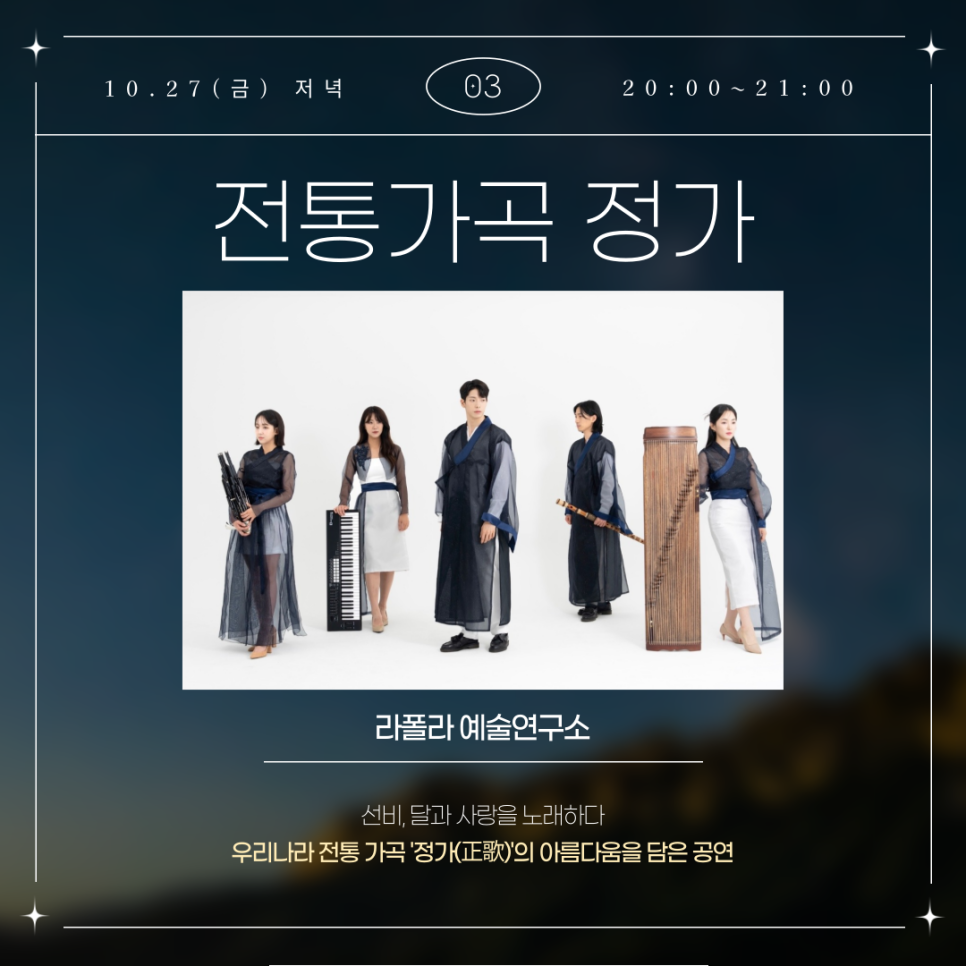 10.27(금) 저녁
03
20:00~21:00
전통가곡 정가
라폴라 예술연구소
선비, 달과 사랑을 노래하다
우리나라 전통 가곡 '정가(正歌)'의 아름다움을 담은 공연